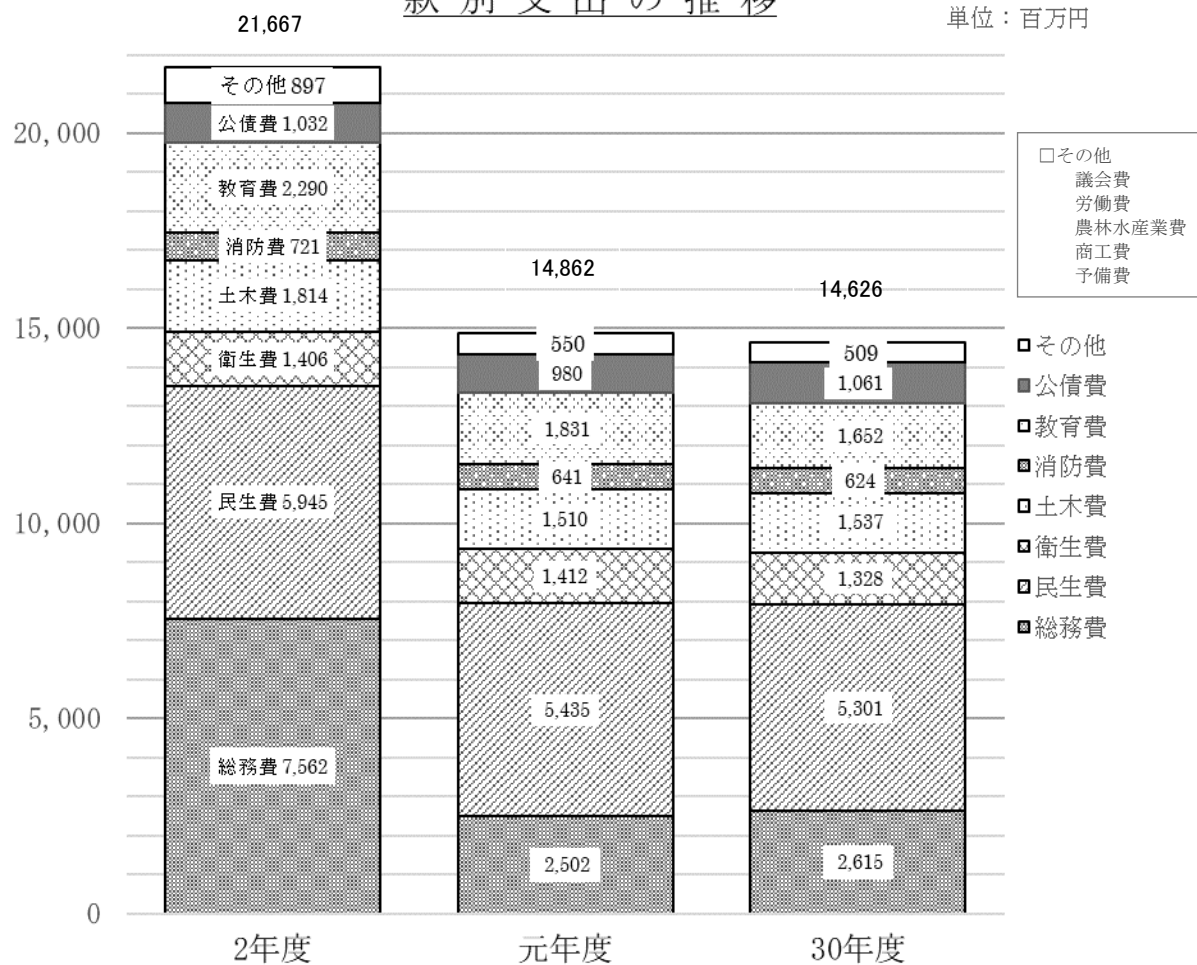 款別支出の推移
単位：百万円
21,667
14,862
14,626
20,000
15,000
10,000
5,000
0
その他 897
公債費 1,032
教育費 2,290
消防費 721
土木費 1,814
衛生費 1,406
民生費 5,945
総務費 7,562
550
980
1,831
641
1,510
1,412
5,435
2,502
509
1,061
1,652
624
1,537
1,328
5,301
2,615
2年度
元年度
30年度
□その他
議会費
労働費
農林水産業費
商工費
予備費
その他
公債費
教育費
消防費
土木費
衛生費
民生費
総務費